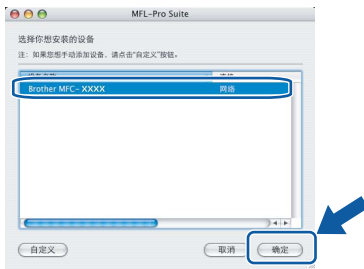 MFL-Pro Suite
选择你想安装的设备
注: 如果您想手动添加设备，请点击"自定义"按钮。
Brother MFC- XXXX 网络
自定义 取消 确定